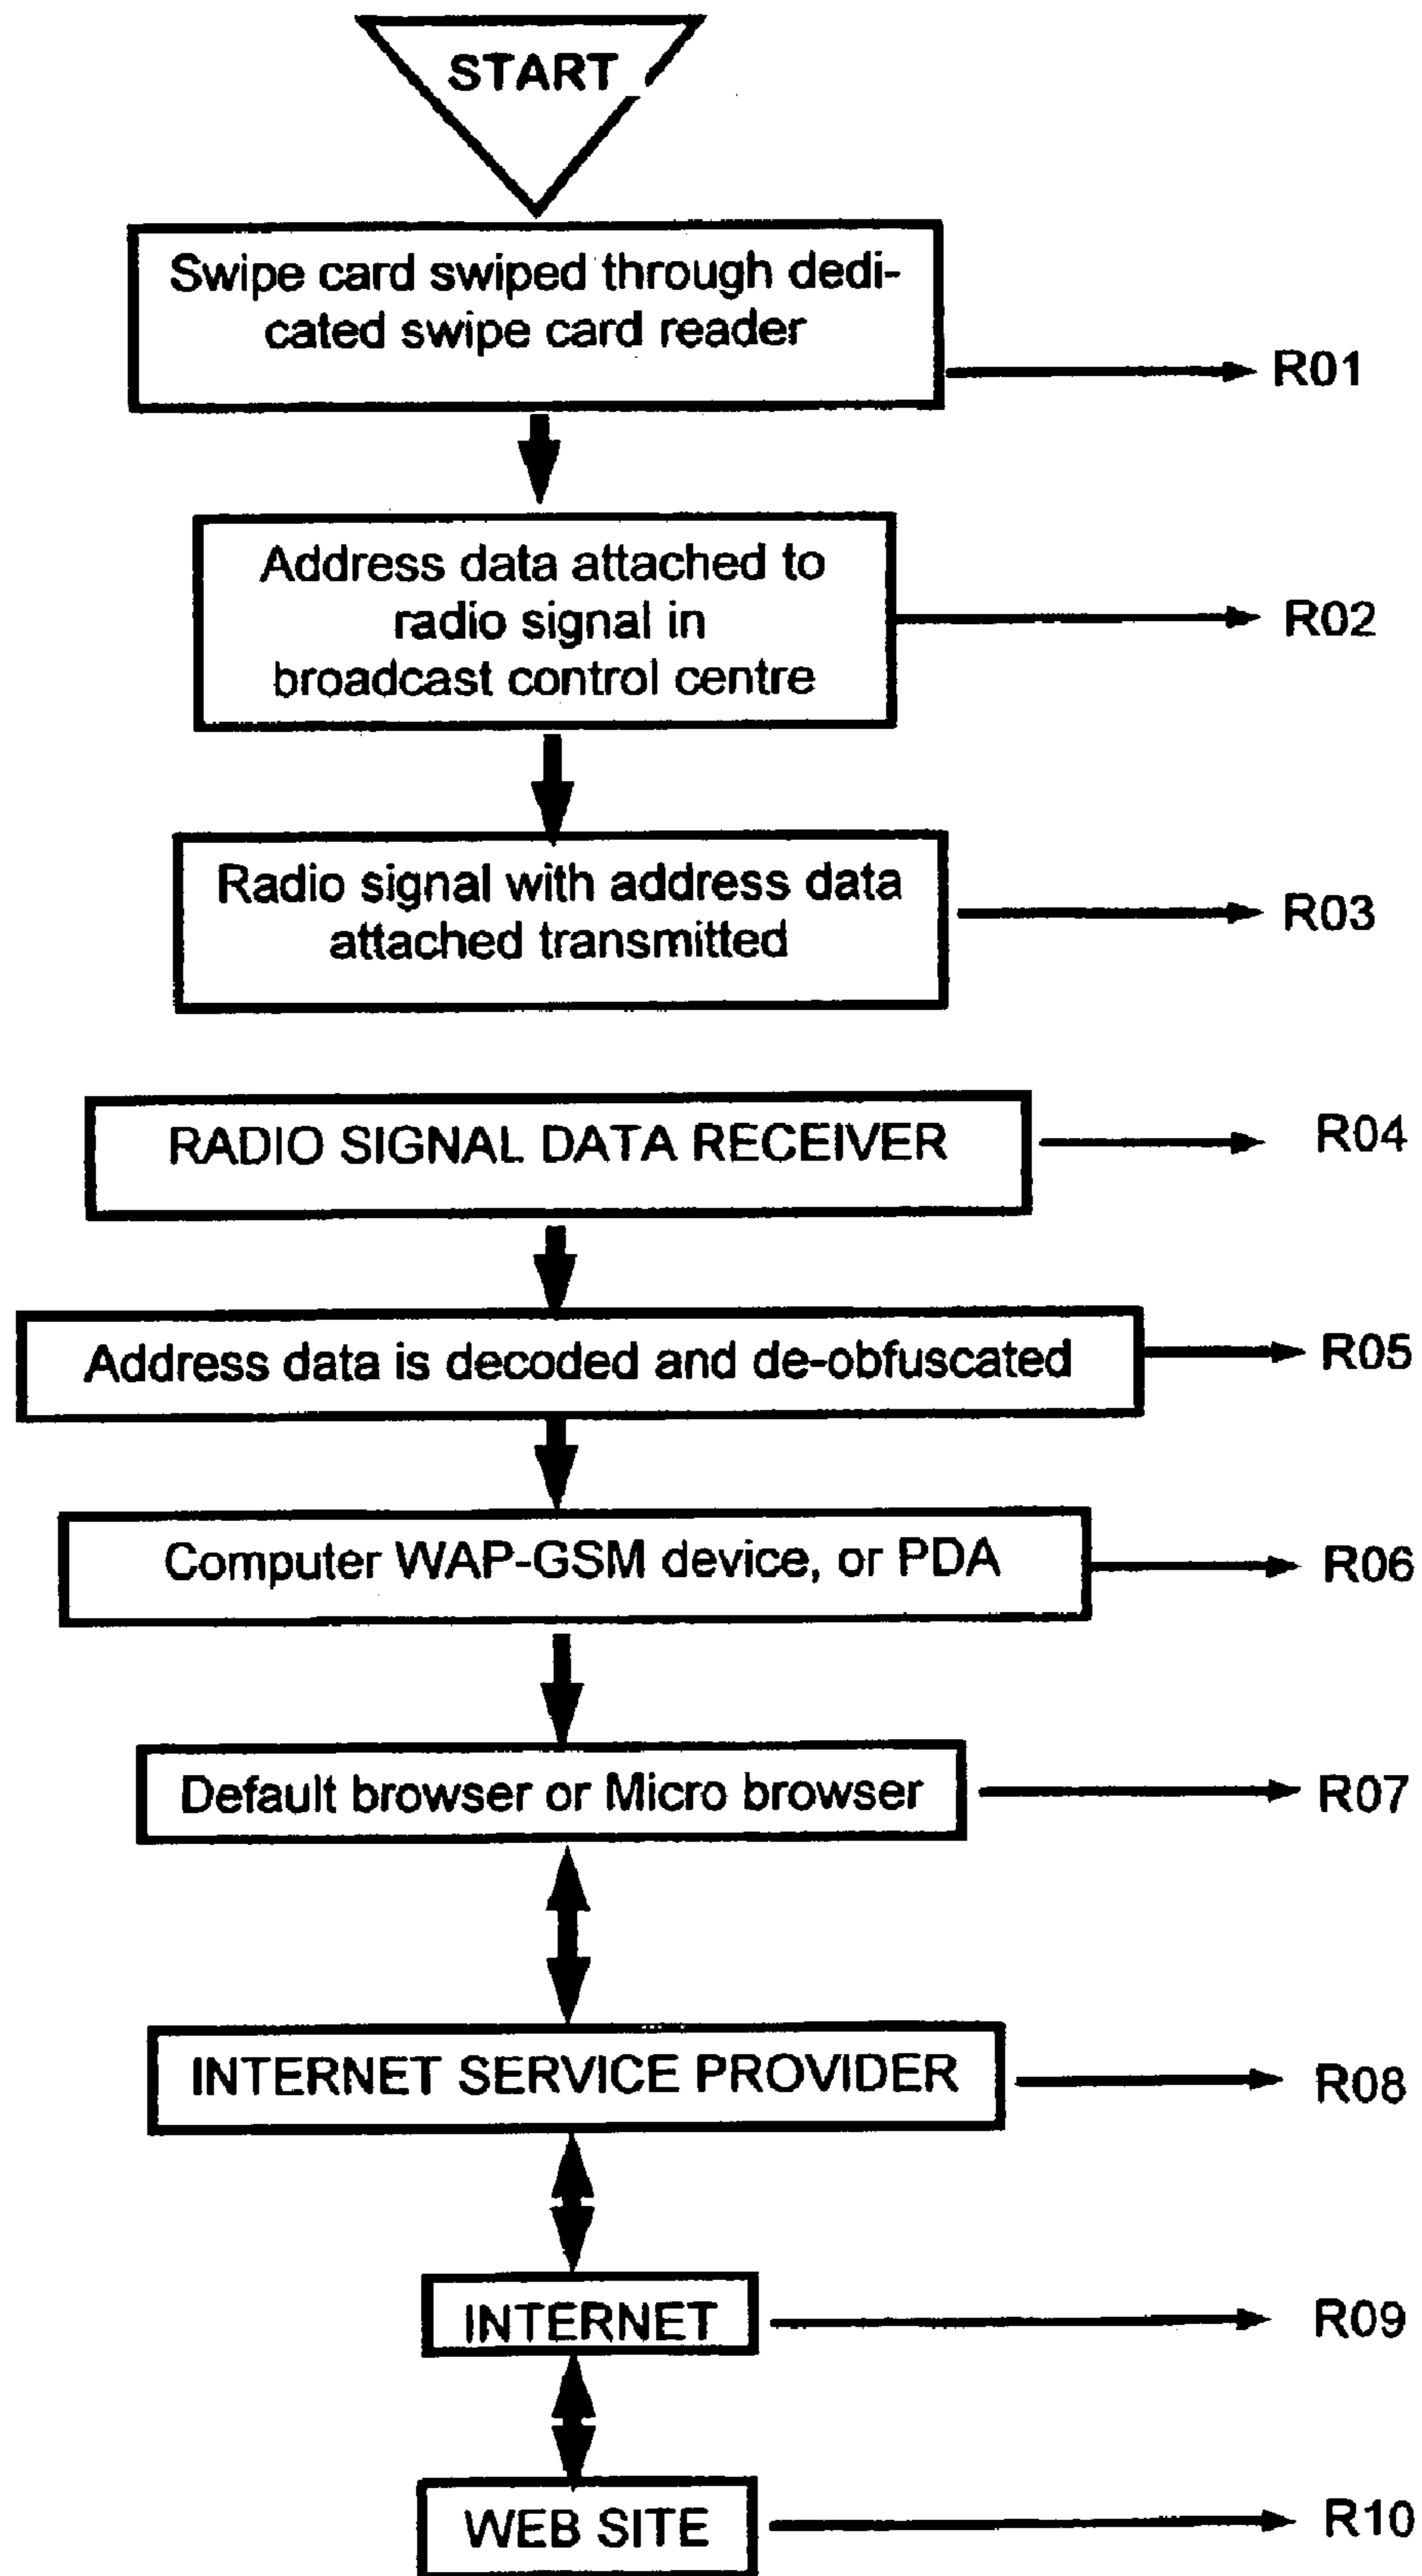 START
Swipe card swiped through dedi-
cated swipe card reader
R01
Address data attached to
radio signal in
broadcast control centre
R02
Radio signal with address data
attached transmitted
R03
RADIO SIGNAL DATA RECEIVER
R04
Address data is decoded and de-obfuscated
R05
Computer WAP-GSM device, or PDA
R06
Default browser or Micro browser
R07
INTERNET SERVICE PROVIDER
R08
INTERNET
R09
WEB SITE
R10